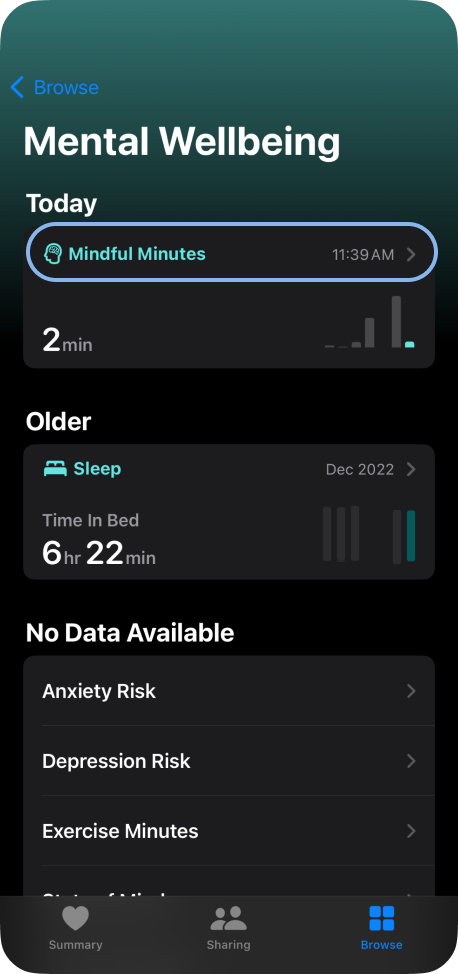 Browse
Mental Wellbeing
Today
Mindful Minutes 11:39 AM
2 min
Older
Sleep Dec 2022
Time In Bed
6 hr 22 min
No Data Available
Anxiety Risk
Depression Risk
Exercise Minutes
Summary Sharing Browse